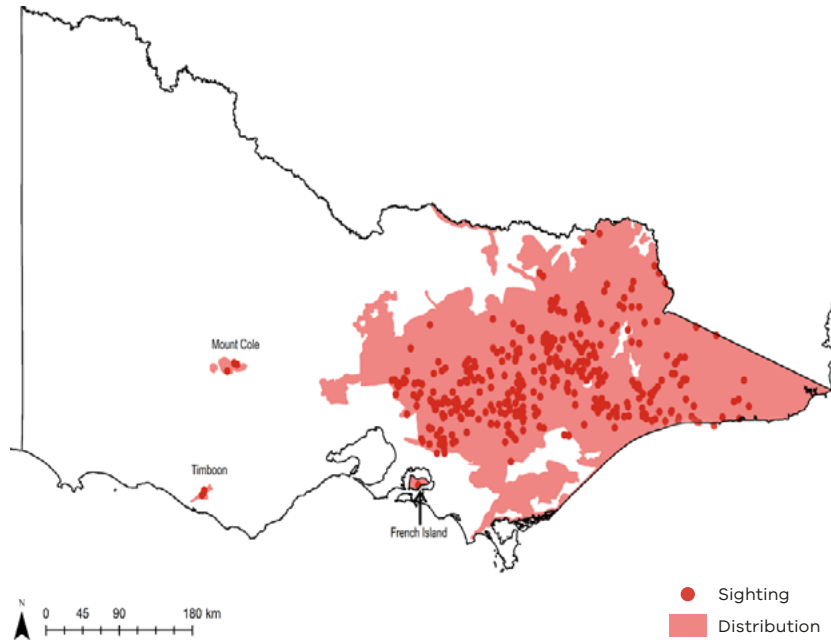 Mount Cole
Timboon
French Island
N
0 45 90 180 km
Sighting
Distribution